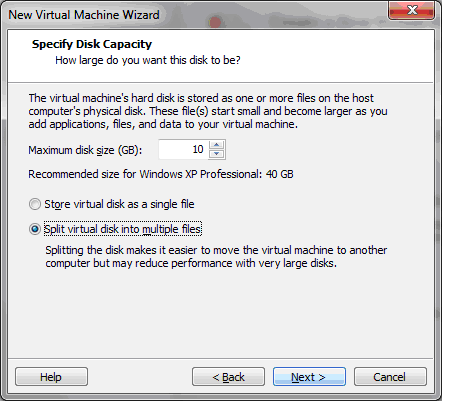 New Virtual Machine Wizard
Specify Disk Capacity
How large do you want this disk to be?
The virtual machine's hard disk is stored as one or more files on the host
computer's physical disk. These file(s) start small and become larger as you
add applications, files, and data to your virtual machine.
Maximum disk size (GB): 10
Recommended size for Windows XP Professional: 40 GB
Store virtual disk as a single file
Split virtual disk into multiple files
Splitting the disk makes it easier to move the virtual machine to another
computer but may reduce performance with very large disks.
Help < Back Next > Cancel